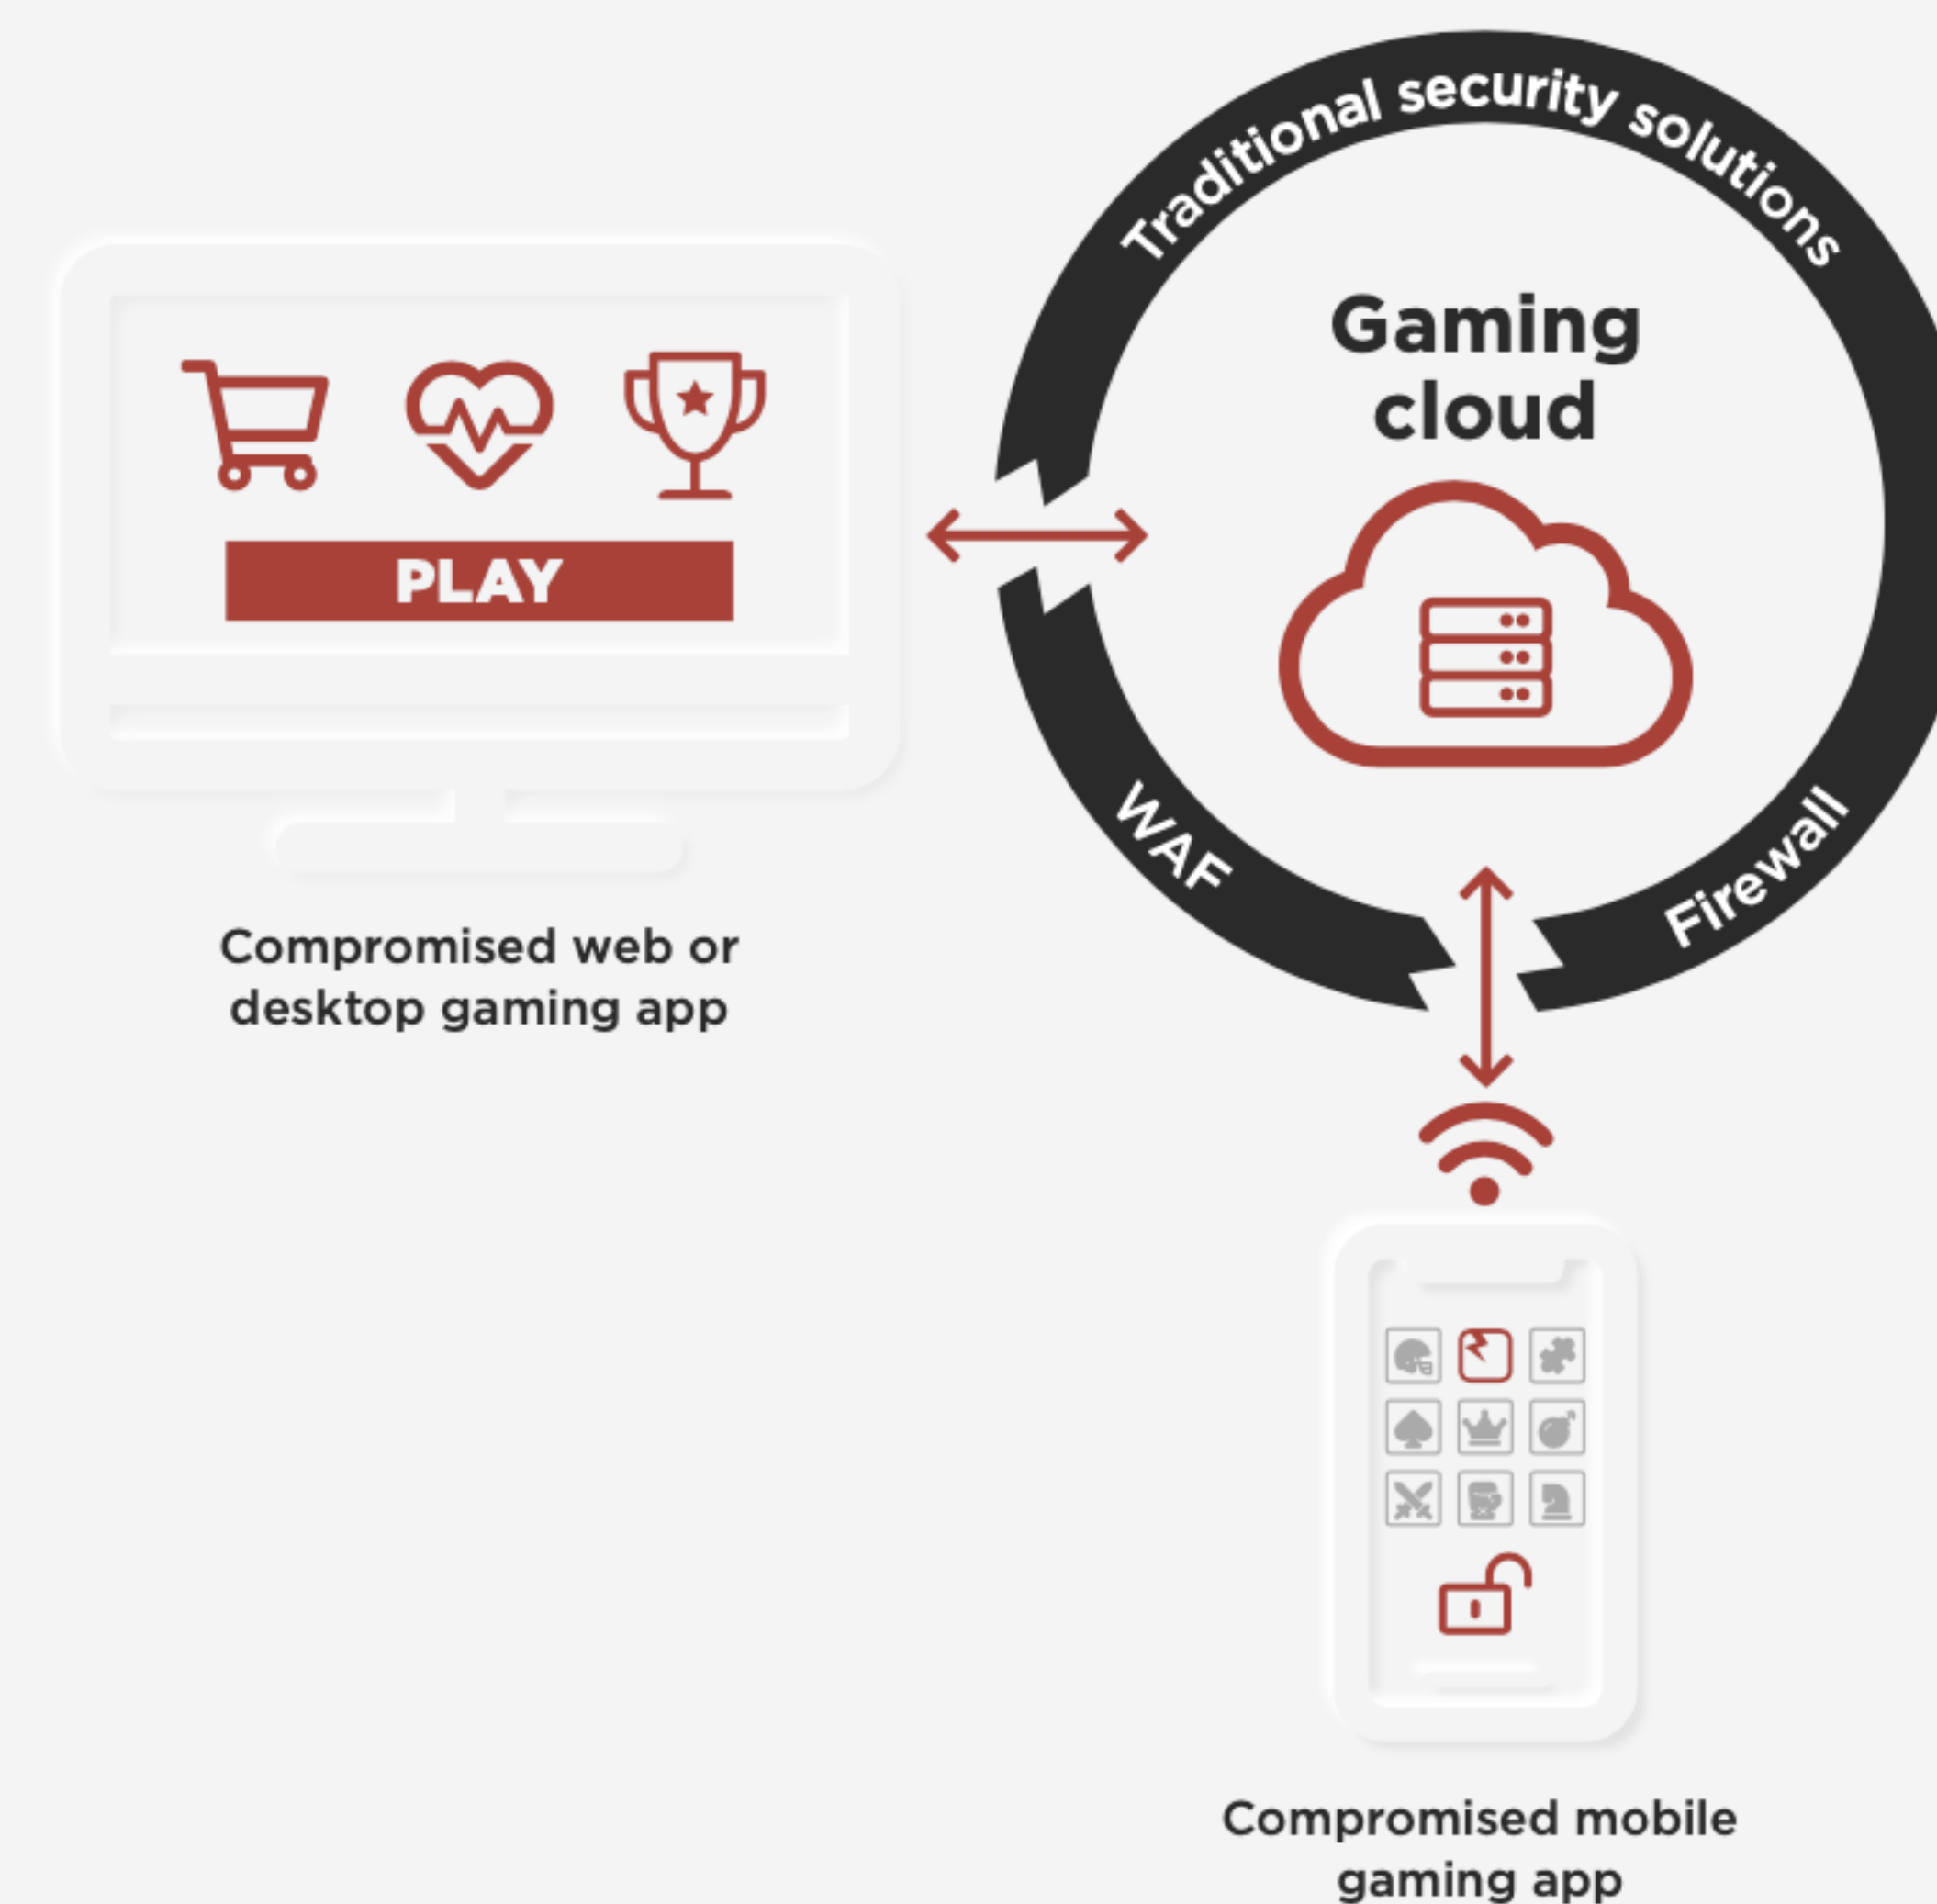 Traditional security solutions
Gaming
cloud
PLAY
WAF
Firewall
Compromised web or
desktop gaming app
Compromised mobile
gaming app